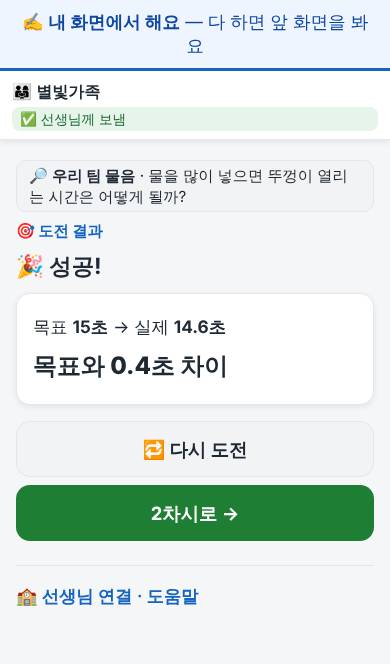 ✍️ 내 화면에서 해요 — 다 하면 앞 화면을 봐
요
👨‍👩‍👧 별빛가족
✅ 선생님께 보냄
🔎 우리 팀 물음 · 물을 많이 넣으면 뚜껑이 열리
는 시간은 어떻게 될까?
🎯 도전 결과
🎉 성공!
목표 15초 → 실제 14.6초
목표와 0.4초 차이
🔁 다시 도전
2차시로 →
🏫 선생님 연결 · 도움말